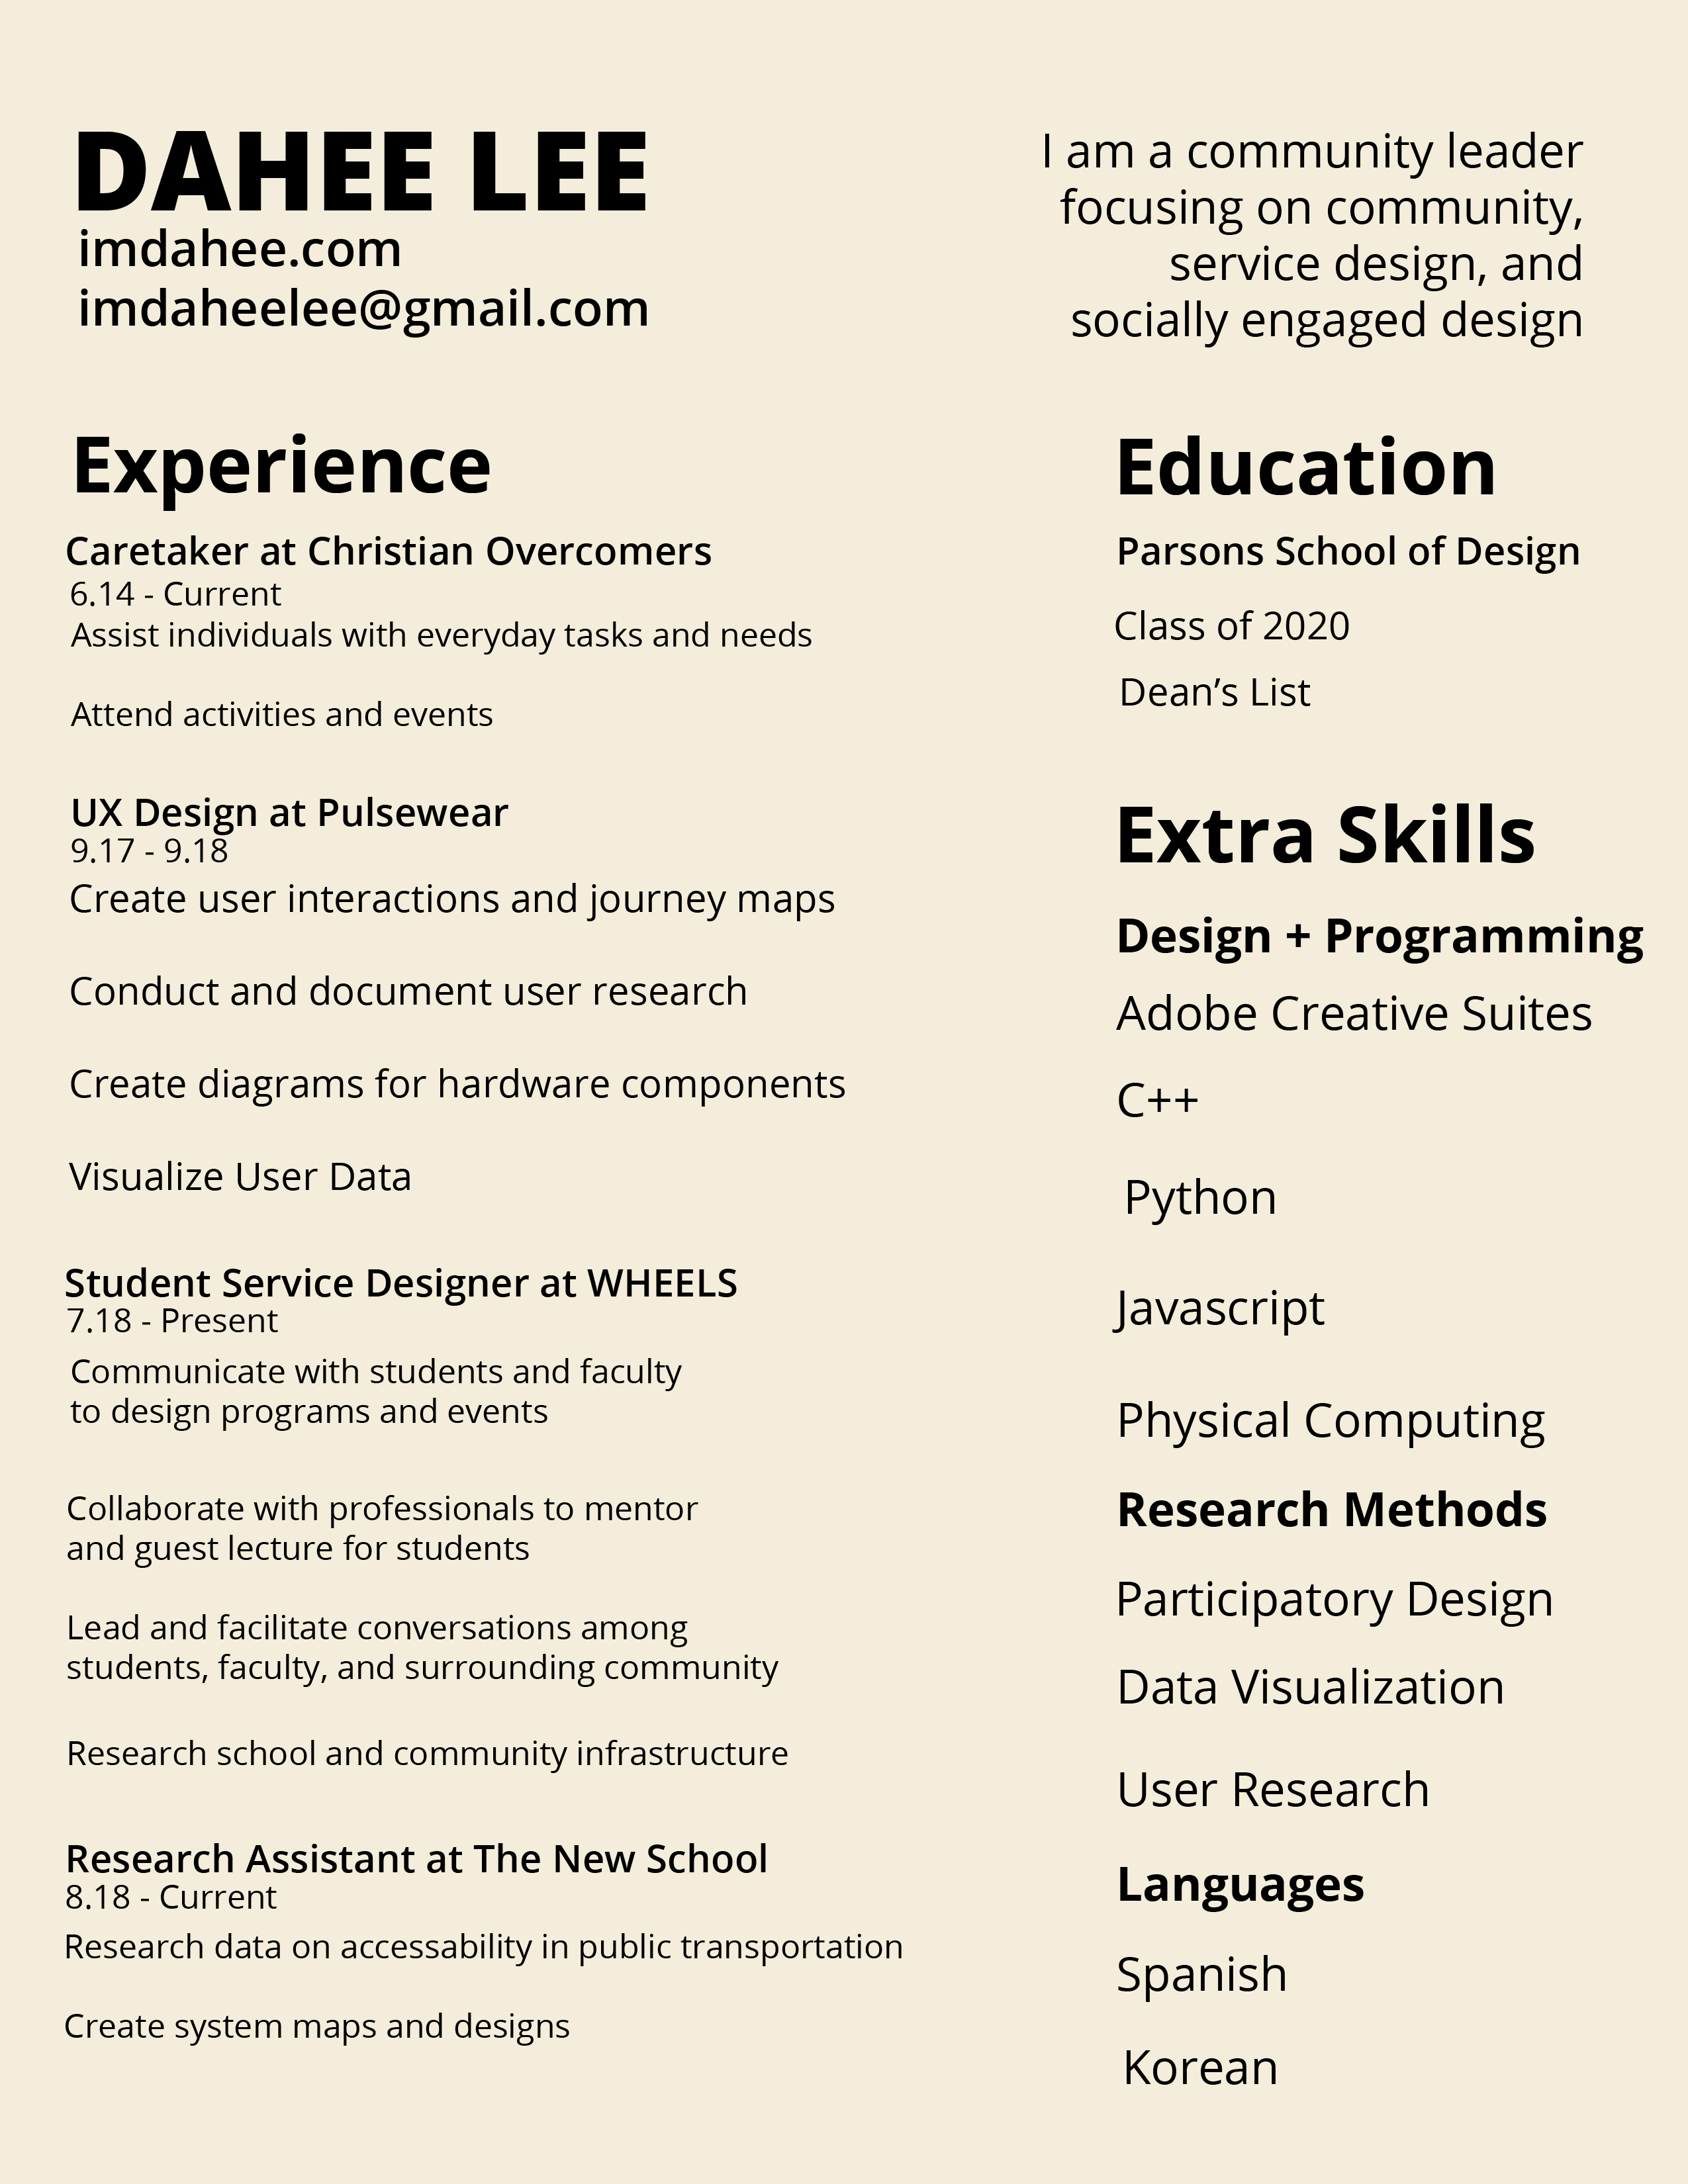 DAHEE LEE
imdahee.com
imdaheelee@gmail.com
I am a community leader
focusing on community,
service design, and
socially engaged design
Experience
Caretaker at Christian Overcomers
6.14 - Current
Assist individuals with everyday tasks and needs
Attend activities and events
UX Design at Pulsewear
9.17 - 9.18
Create user interactions and journey maps
Conduct and document user research
Create diagrams for hardware components
Visualize User Data
Student Service Designer at WHEELS
7.18 - Present
Communicate with students and faculty
to design programs and events
Collaborate with professionals to mentor
and guest lecture for students
Lead and facilitate conversations among
students, faculty, and surrounding community
Research school and community infrastructure
Research Assistant at The New School
8.18 - Current
Research data on accessability in public transportation
Create system maps and designs
Education
Parsons School of Design
Class of 2020
Dean’s List
Extra Skills
Design + Programming
Adobe Creative Suites
C++
Python
Javascript
Physical Computing
Research Methods
Participatory Design
Data Visualization
User Research
Languages
Spanish
Korean